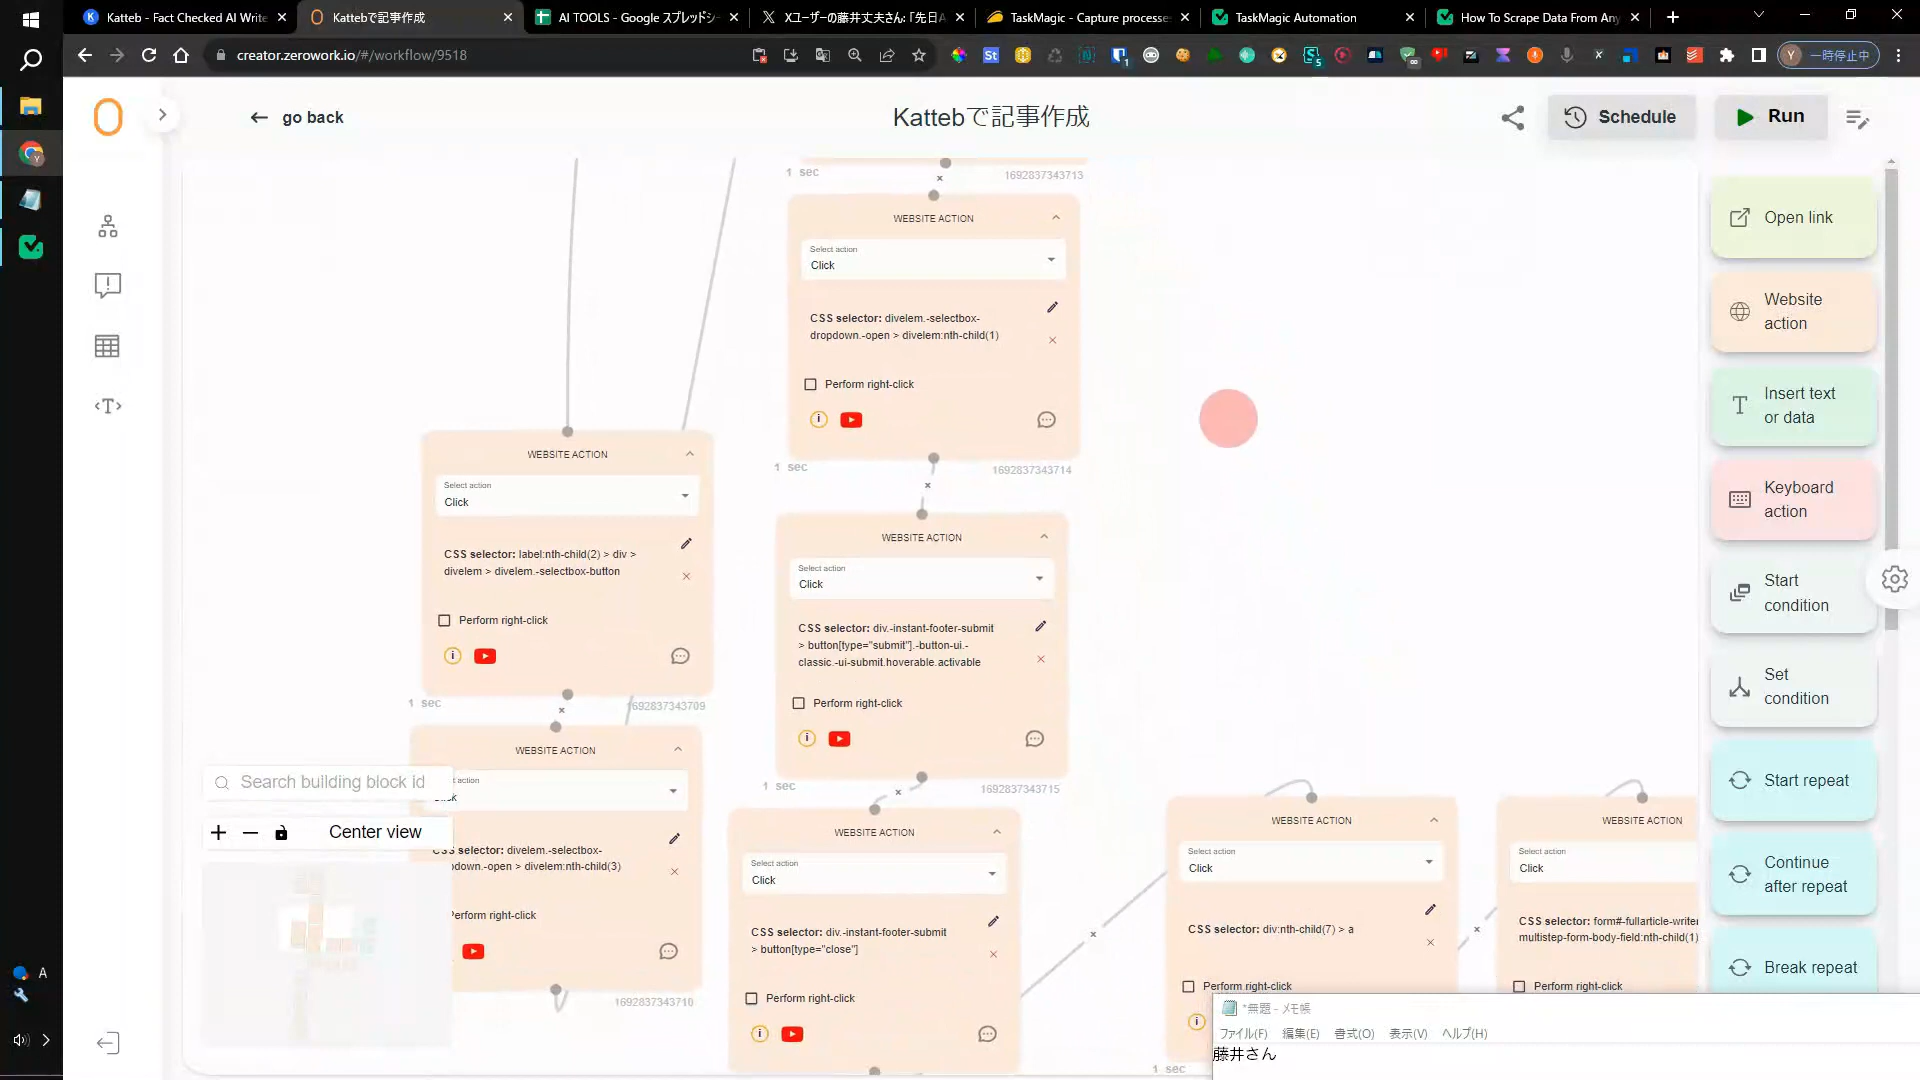 Katteb - Fact Checked AI Write
Kattebで記事作成
AI TOOLS - Google スプレッドシー
Xユーザーの藤井丈夫さん:「先日A
TaskMagic - Capture processes
TaskMagic Automation
How To Scrape Data From Any
creator.zerowork.io/#/workflow/9518
一時停止中
go back
Kattebで記事作成
Schedule
Run
1 sec
1692837343713
WEBSITE ACTION
Select action
Click
CSS selector: divelem.-selectbox-
dropdown.-open > divelem:nth-child(1)
Perform right-click
1 sec
1692837343714
WEBSITE ACTION
Select action
Click
CSS selector: label:nth-child(2) > div >
divelem > divelem.-selectbox-button
Perform right-click
1 sec
1692837343709
WEBSITE ACTION
Select action
Click
CSS selector: div.-instant-footer-submit
> button[type="submit"].-button-ui.-
classic.-ui-submit.hoverable.activable
Perform right-click
1 sec
1692837343715
WEBSITE ACTION
action
selector: divelem.-selectbox-
down.-open > divelem:nth-child(3)
Perform right-click
1692837343710
WEBSITE ACTION
Select action
Click
CSS selector: div.-instant-footer-submit
> button[type="close"]
Perform right-click
WEBSITE ACTION
Select action
Click
CSS selector: div:nth-child(7) > a
Perform right-click
1 sec
WEBSITE ACTION
Select action
Click
CSS selector: form#-fullarticle-writer
multistep-form-body-field:nth-child(1)
Perform right-click
Search building block id
Center view
Open link
Website
action
Insert text
or data
Keyboard
action
Start
condition
Set
condition
Start repeat
Continue
after repeat
Break repeat
*無題 - メモ帳
ファイル(F) 編集(E) 書式(O) 表示(V) ヘルプ(H)
藤井さん
A